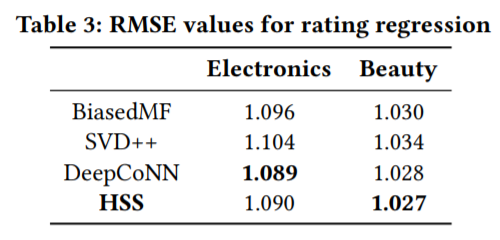 Table 3: RMSE values for rating regression
Electronics Beauty
BiasedMF 1.096 1.030
SVD++ 1.104 1.034
DeepCoNN 1.089 1.028
HSS 1.090 1.027